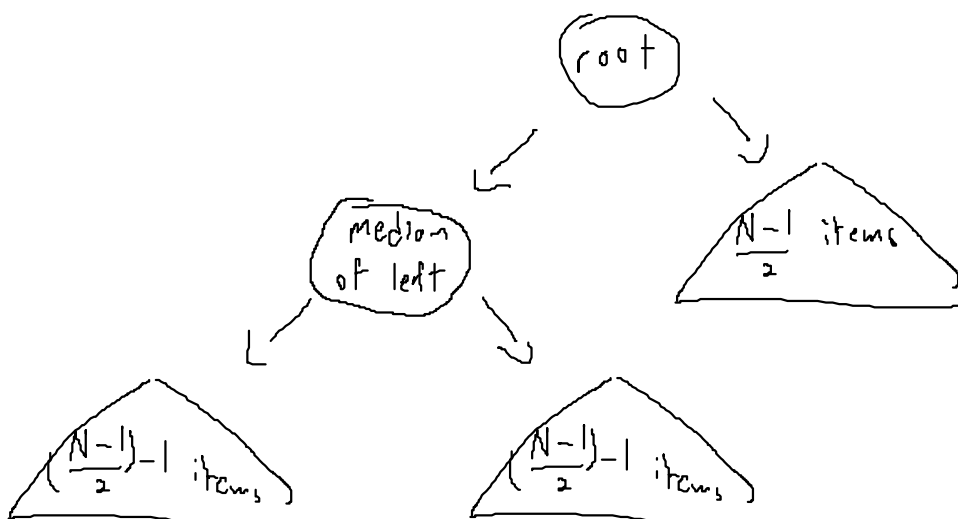 root
median
of left
N-1
2
items
(N-1
2)-1 items
(N-1
2)-1 items